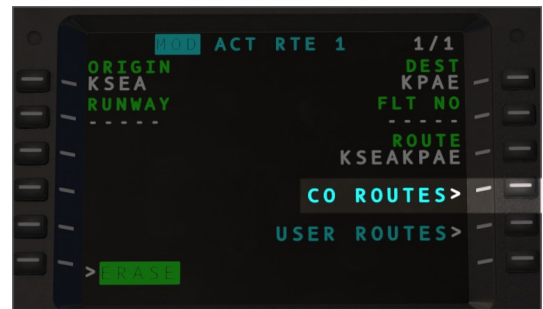 MOD ACT RTE 1 1/1
ORIGIN DEST
KSEA KPAE
RUNWAY FLT NO
----- -----
ROUTE
KSEAKPAE
CO ROUTES>
USER ROUTES>
>ERASE